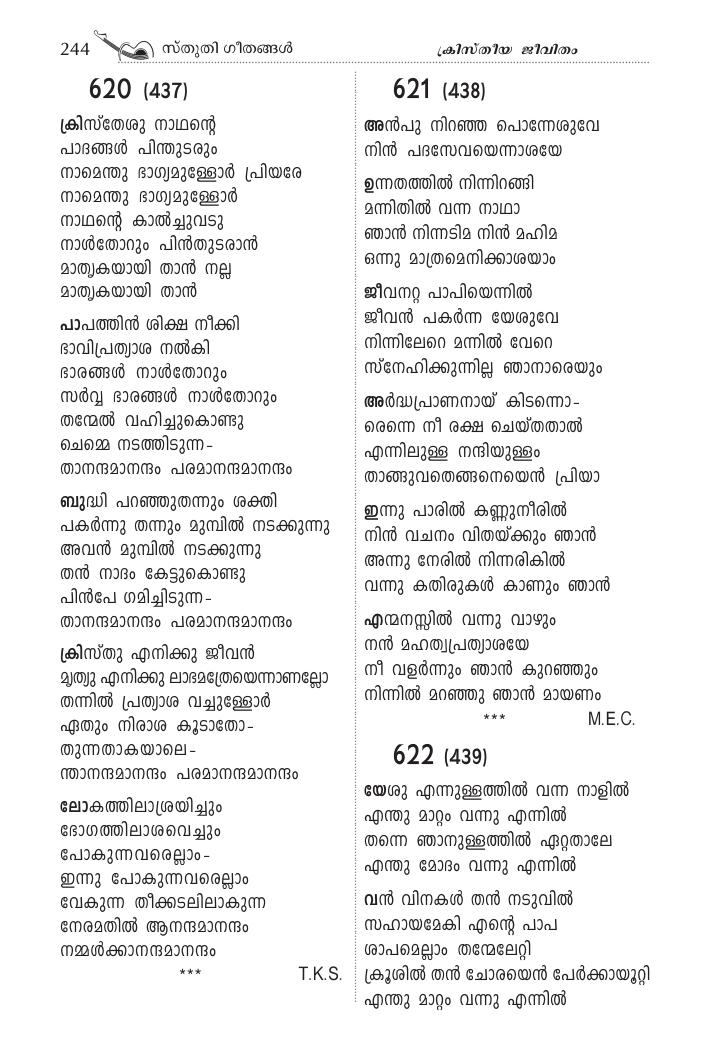 244 സ്തുതി ഗീതങ്ങൾ ക്രിസ്തീയ ജീവിതം
620 (437)
ക്രിസ്തേശു നാഥന്റെ
പാദങ്ങൾ പിന്തുടരും
നാമെന്തു ഭാഗ്യമുള്ളോർ പ്രിയരേ
നാമെന്തു ഭാഗ്യമുള്ളോർ
നാഥന്റെ കാൽച്ചുവടു
നാൾതോറും പിൻതുടരാൻ
മാതൃകയായി താൻ നല്ല
മാതൃകയായി താൻ
പാപത്തിൻ ശിക്ഷ നീക്കി
ഭാവിപ്രത്യാശ നൽകി
ഭാരങ്ങൾ നാൾതോറും
സർവ്വ ഭാരങ്ങൾ നാൾതോറും
തന്മേൽ വഹിച്ചുകൊണ്ടു
ചെമ്മെ നടത്തിടുന്ന-
താനന്ദമാനന്ദം പരമാനന്ദമാനന്ദം
ബുദ്ധി പറഞ്ഞുതന്നും ശക്തി
പകർന്നു തന്നും മുമ്പിൽ നടക്കുന്നു
അവൻ മുമ്പിൽ നടക്കുന്നു
തൻ നാദം കേട്ടുകൊണ്ടു
പിൻപേ ഗമിച്ചിടുന്ന-
താനന്ദമാനന്ദം പരമാനന്ദമാനന്ദം
ക്രിസ്തു എനിക്കു ജീവൻ
മൃത്യു എനിക്കു ലാഭമത്രേയെന്നാണല്ലോ
തന്നിൽ പ്രത്യാശ വച്ചുള്ളോർ
ഏതും നിരാശ കൂടാതോ-
തുന്നതാകയാലെ-
ന്താനന്ദമാനന്ദം പരമാനന്ദമാനന്ദം
ലോകത്തിലാശ്രയിച്ചും
ഭോഗത്തിലാശവെച്ചും
പോകുന്നവരെല്ലാം-
ഇന്നു പോകുന്നവരെല്ലാം
വേകുന്ന തീക്കടലിലാകുന്ന
നേരമതിൽ ആനന്ദമാനന്ദം
നമ്മൾക്കാനന്ദമാനന്ദം
*** T.K.S.
621 (438)
അൻപു നിറഞ്ഞ പൊന്നേശുവേ
നിൻ പദസേവയെന്നാശയേ
ഉന്നതത്തിൽ നിന്നിറങ്ങി
മന്നിതിൽ വന്ന നാഥാ
ഞാൻ നിന്നടിമ നിൻ മഹിമ
ഒന്നു മാത്രമെനിക്കാശയാം
ജീവനറ്റ പാപിയെന്നിൽ
ജീവൻ പകർന്ന യേശുവേ
നിന്നിലേറെ മന്നിൽ വേറെ
സ്നേഹിക്കുന്നില്ല ഞാനാരെയും
അർദ്ധപ്രാണനായ് കിടന്നൊ-
രെന്നെ നീ രക്ഷ ചെയ്തതാൽ
എന്നിലുള്ള നന്ദിയുള്ളം
താങ്ങുവതെങ്ങനെയെൻ പ്രിയാ
ഇന്നു പാരിൽ കണ്ണുനീരിൽ
നിൻ വചനം വിതയ്ക്കും ഞാൻ
അന്നു നേരിൽ നിന്നരികിൽ
വന്നു കതിരുകൾ കാണും ഞാൻ
എന്മനസ്സിൽ വന്നു വാഴും
നൻ മഹത്വപ്രത്യാശയേ
നീ വളർന്നും ഞാൻ കുറഞ്ഞും
നിന്നിൽ മറഞ്ഞു ഞാൻ മായണം
*** M.E.C.
622 (439)
യേശു എന്നുള്ളത്തിൽ വന്ന നാളിൽ
എന്തു മാറ്റം വന്നു എന്നിൽ
തന്നെ ഞാനുള്ളത്തിൽ ഏറ്റതാലേ
എന്തു മോദം വന്നു എന്നിൽ
വൻ വിനകൾ തൻ നടുവിൽ
സഹായമേകി എന്റെ പാപ
ശാപമെല്ലാം തന്മേലേറ്റി
ക്രൂശിൽ തൻ ചോരയെൻ പേർക്കായൂറ്റി
എന്തു മാറ്റം വന്നു എന്നിൽ